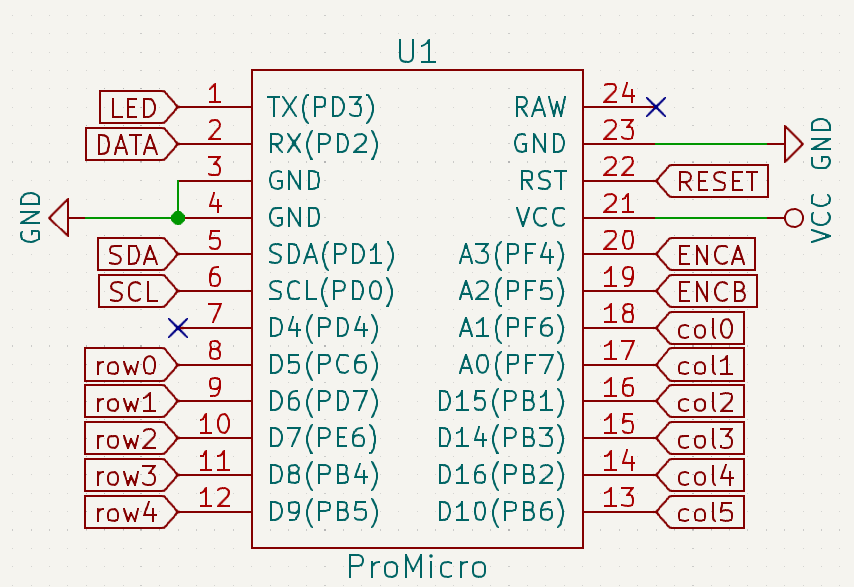 U1
LED 1 TX(PD3) RAW 24
DATA 2 RX(PD2) GND 23 GND
3 GND RST 22 RESET
GND 4 GND VCC 21 VCC
SDA 5 SDA(PD1) A3(PF4) 20 ENCA
SCL 6 SCL(PD0) A2(PF5) 19 ENCB
7 D4(PD4) A1(PF6) 18 col0
row0 8 D5(PC6) A0(PF7) 17 col1
row1 9 D6(PD7) D15(PB1) 16 col2
row2 10 D7(PE6) D14(PB3) 15 col3
row3 11 D8(PB4) D16(PB2) 14 col4
row4 12 D9(PB5) D10(PB6) 13 col5
ProMicro